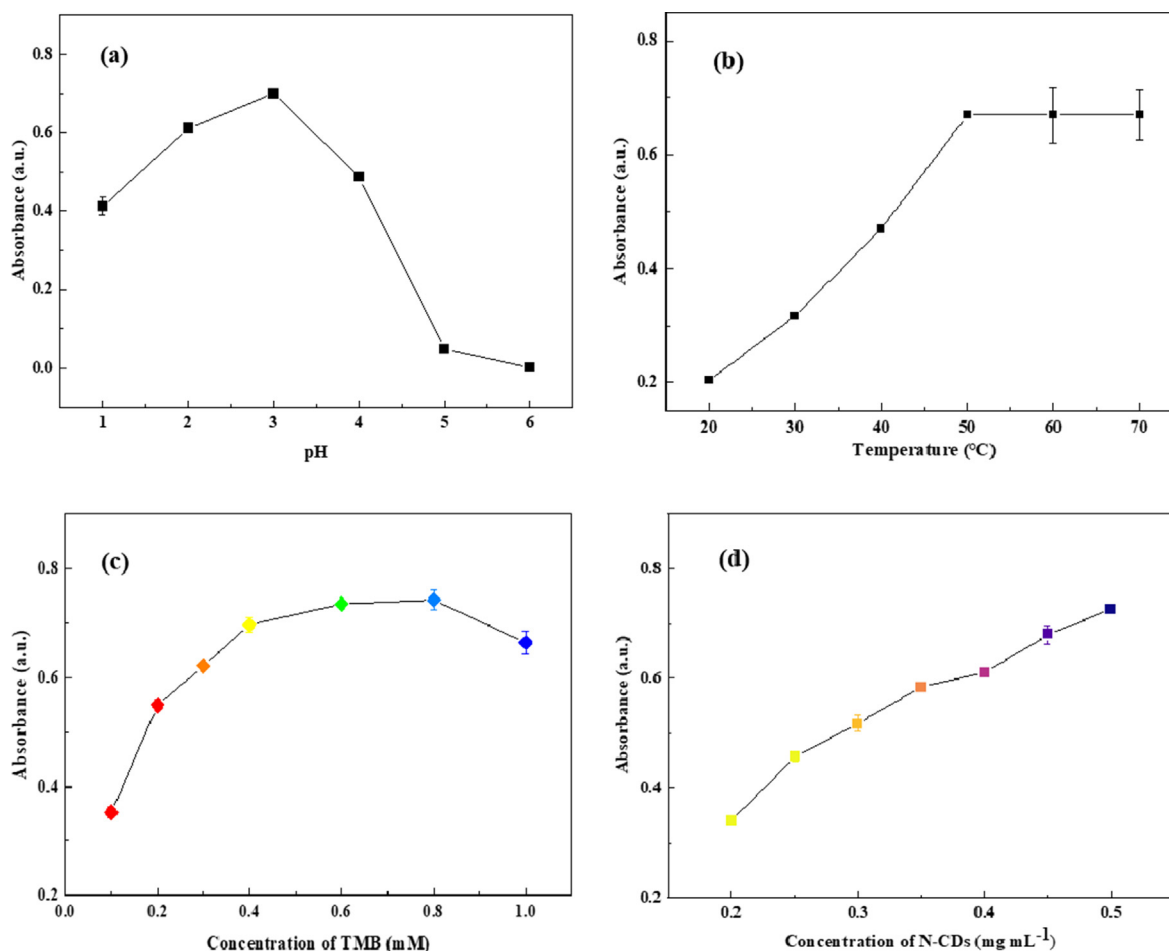 (a)
Absorbance (a.u.)
0.8
0.6
0.4
0.2
0.0
1 2 3 4 5 6
pH
(b)
Absorbance (a.u.)
0.8
0.6
0.4
0.2
20 30 40 50 60 70
Temperature (°C)
(c)
Absorbance (a.u.)
0.8
0.6
0.4
0.2
0.0 0.2 0.4 0.6 0.8 1.0
Concentration of TMB (mM)
(d)
Absorbance (a.u.)
0.8
0.6
0.4
0.2
0.2 0.3 0.4 0.5
Concentration of N-CDs (mg mL⁻¹)